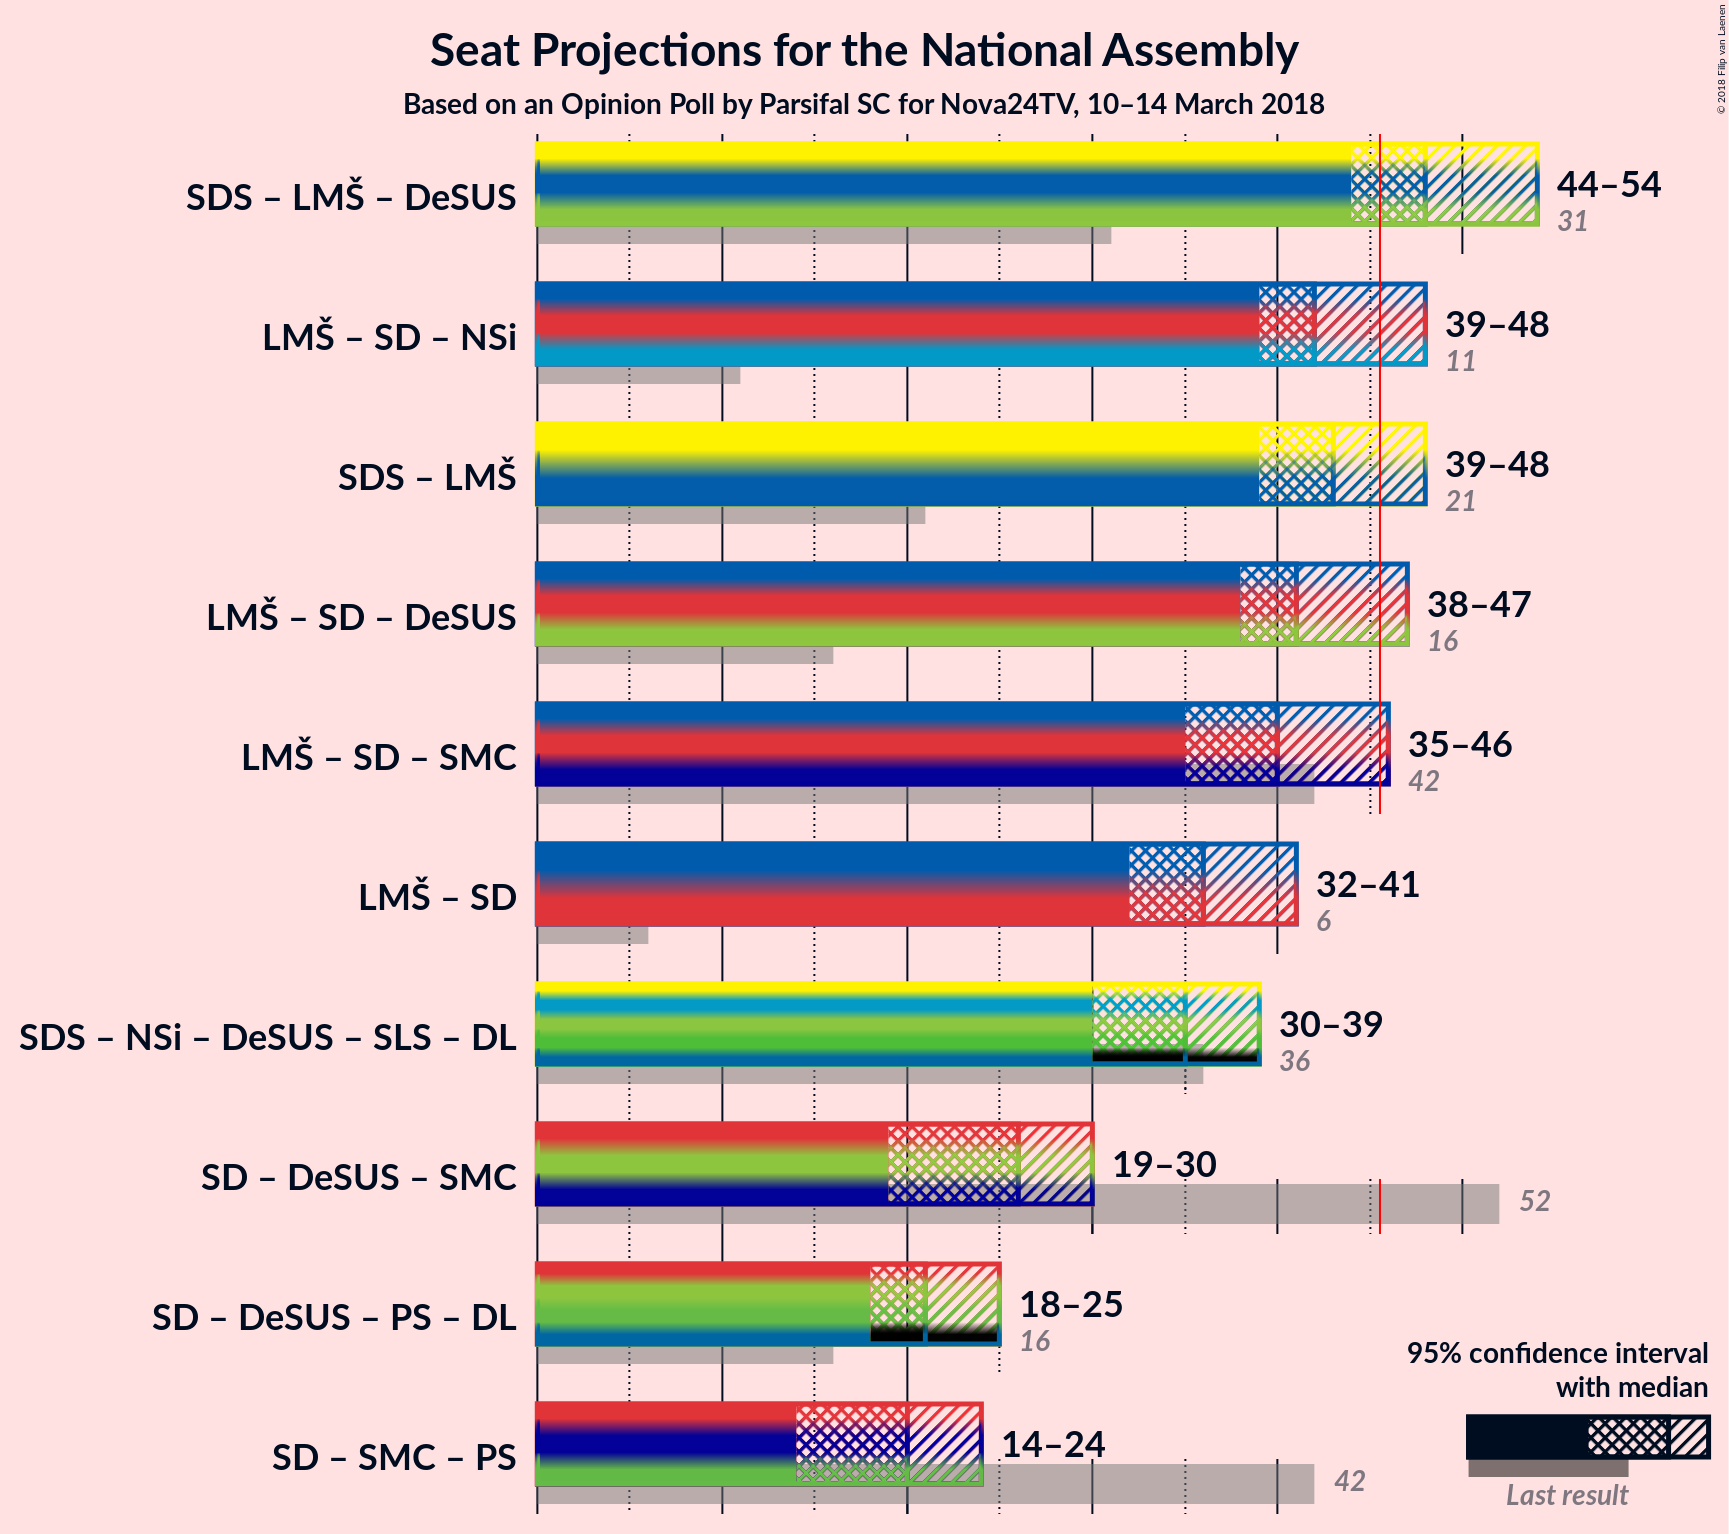 Seat Projections for the National Assembly
Based on an Opinion Poll by Parsifal SC for Nova24TV, 10–14 March 2018
© 2018 Filip van Laenen
SDS – LMŠ – DeSUS
44–54
31
LMŠ – SD – NSi
39–48
11
SDS – LMŠ
39–48
21
LMŠ – SD – DeSUS
38–47
16
LMŠ – SD – SMC
35–46
42
LMŠ – SD
32–41
6
SDS – NSi – DeSUS – SLS – DL
30–39
36
SD – DeSUS – SMC
19–30
52
SD – DeSUS – PS – DL
18–25
16
SD – SMC – PS
14–24
42
95% confidence interval
with median
Last result